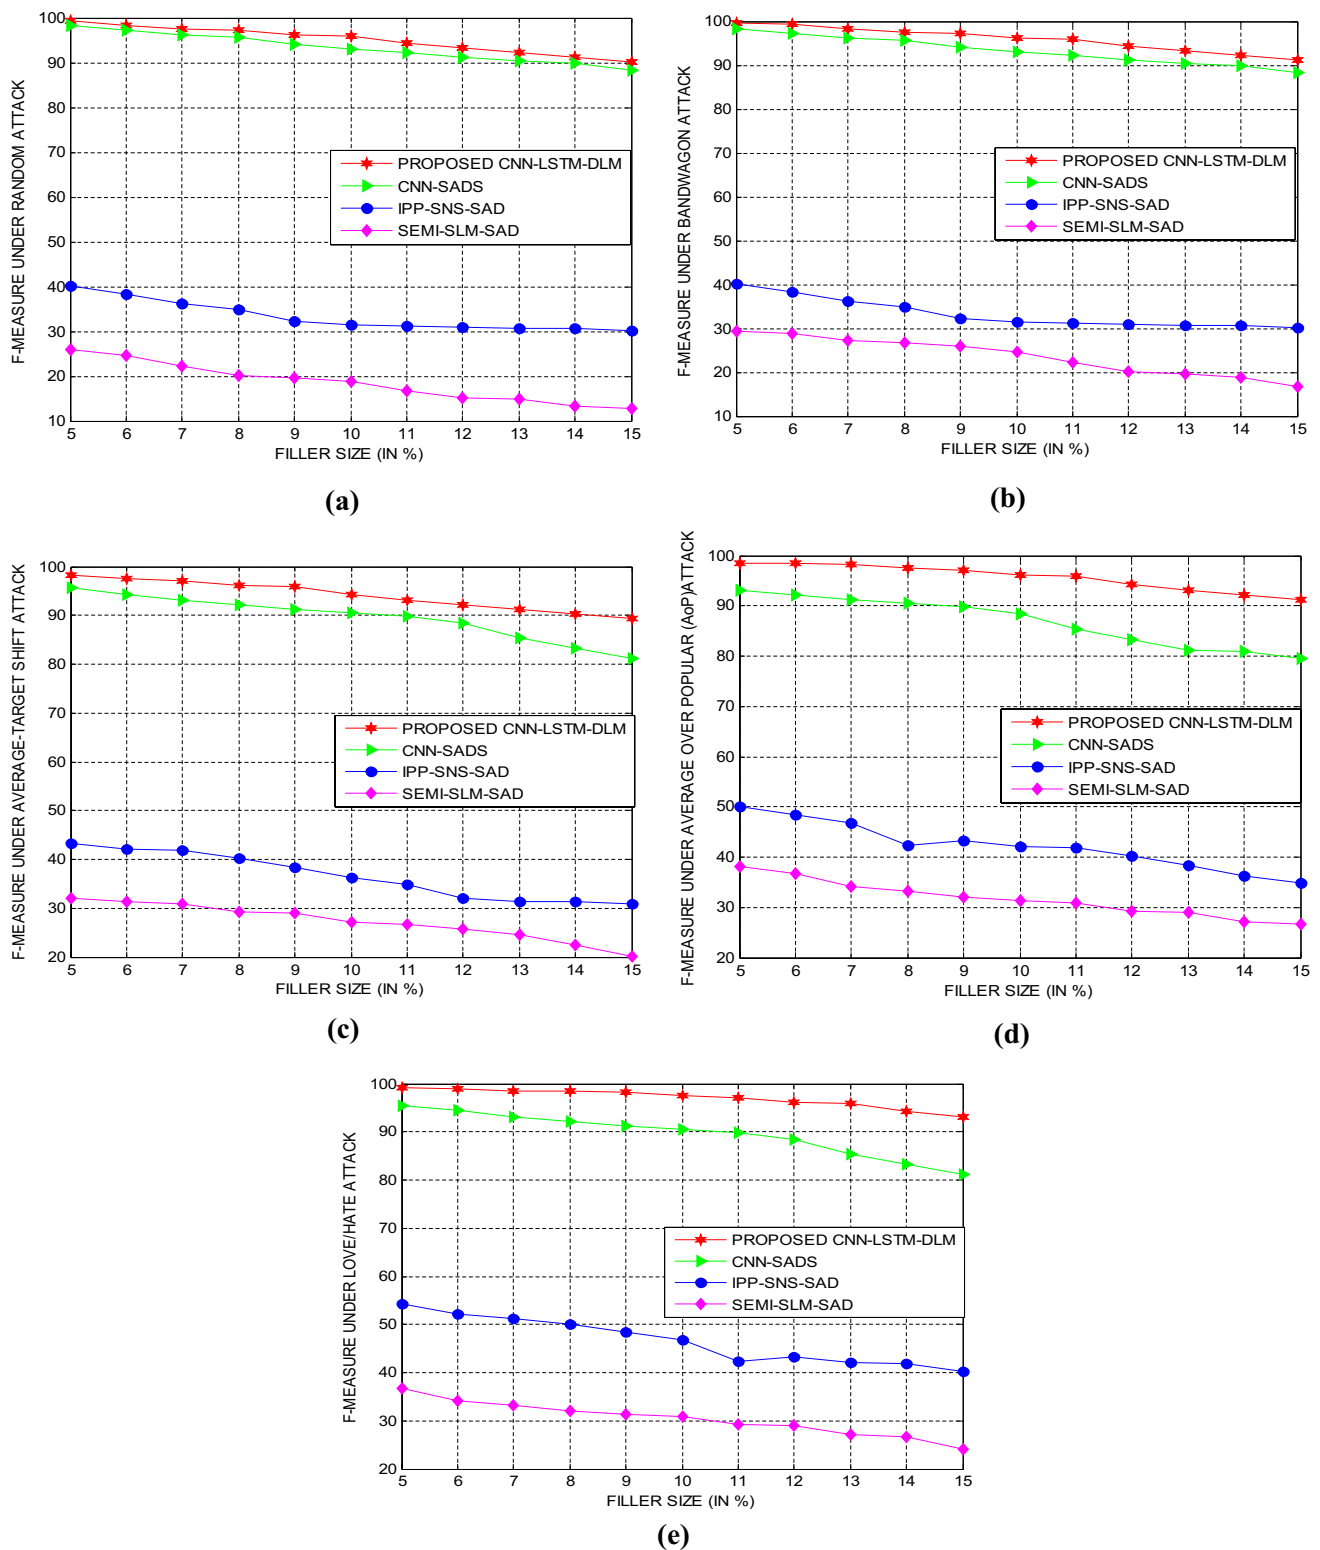 F-MEASURE UNDER RANDOM ATTACK
100
90
80
70
60
50
40
30
20
10
PROPOSED CNN-LSTM-DLM
CNN-SADS
IPP-SNS-SAD
SEMI-SLM-SAD
5 6 7 8 9 10 11 12 13 14 15
FILLER SIZE (IN %)
(a)
F-MEASURE UNDER BANDWAGON ATTACK
100
90
80
70
60
50
40
30
20
10
PROPOSED CNN-LSTM-DLM
CNN-SADS
IPP-SNS-SAD
SEMI-SLM-SAD
5 6 7 8 9 10 11 12 13 14 15
FILLER SIZE (IN %)
(b)
F-MEASURE UNDER AVERAGE-TARGET SHIFT ATTACK
100
90
80
70
60
50
40
30
20
PROPOSED CNN-LSTM-DLM
CNN-SADS
IPP-SNS-SAD
SEMI-SLM-SAD
5 6 7 8 9 10 11 12 13 14 15
FILLER SIZE (IN %)
(c)
F-MEASURE UNDER AVERAGE OVER POPULAR (AoP)ATTACK
100
90
80
70
60
50
40
30
20
PROPOSED CNN-LSTM-DLM
CNN-SADS
IPP-SNS-SAD
SEMI-SLM-SAD
5 6 7 8 9 10 11 12 13 14 15
FILLER SIZE (IN %)
(d)
F-MEASURE UNDER LOVE/HATE ATTACK
100
90
80
70
60
50
40
30
20
PROPOSED CNN-LSTM-DLM
CNN-SADS
IPP-SNS-SAD
SEMI-SLM-SAD
5 6 7 8 9 10 11 12 13 14 15
FILLER SIZE (IN %)
(e)